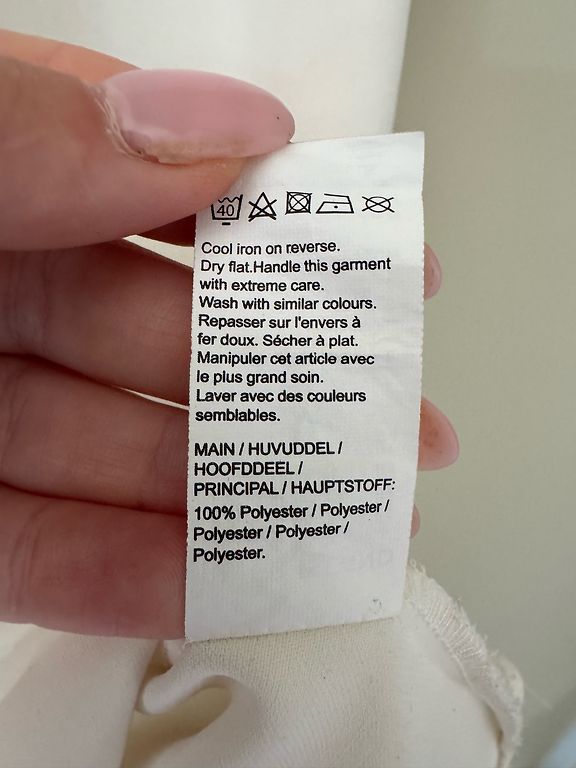 40
Cool iron on reverse.
Dry flat.Handle this garment
with extreme care.
Wash with similar colours.
Repasser sur l'envers à
fer doux. Sécher à plat.
Manipuler cet article avec
le plus grand soin.
Laver avec des couleurs
semblables.
MAIN / HUVUDDEL /
HOOFDDEEL /
PRINCIPAL / HAUPTSTOFF:
100% Polyester / Polyester /
Polyester / Polyester /
Polyester.